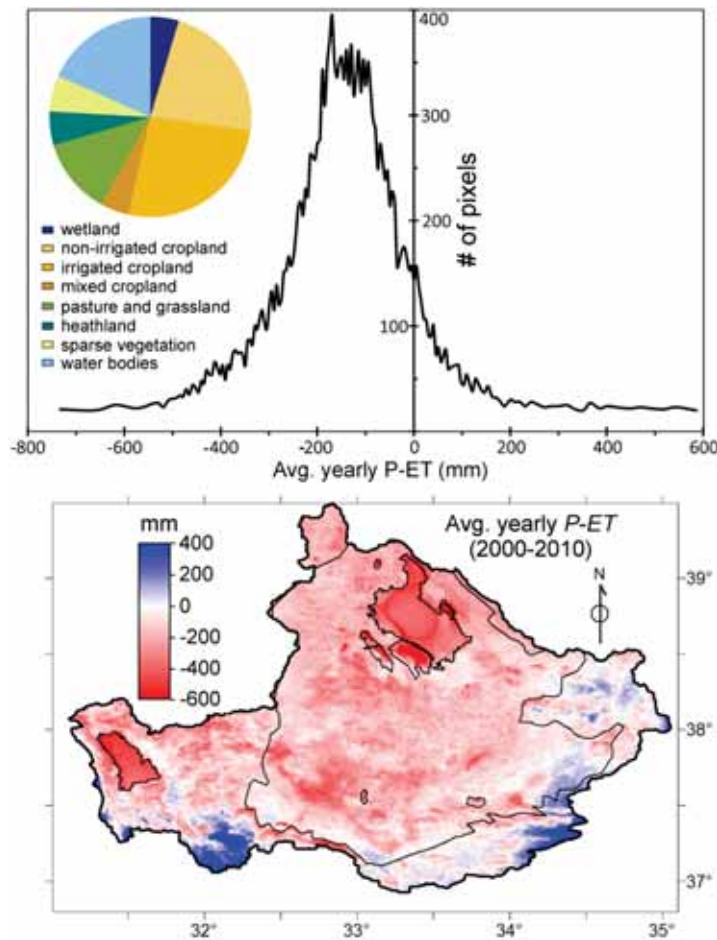 400
300
200
100
# of pixels
wetland
non-irrigated cropland
irrigated cropland
mixed cropland
pasture and grassland
heathland
sparse vegetation
water bodies
-800 -600 -400 -200 0 200 400 600
Avg. yearly P-ET (mm)
mm
400
200
0
-200
-400
-600
Avg. yearly P-ET
(2000-2010)
N
39°
38°
37°
32° 33° 34° 35°